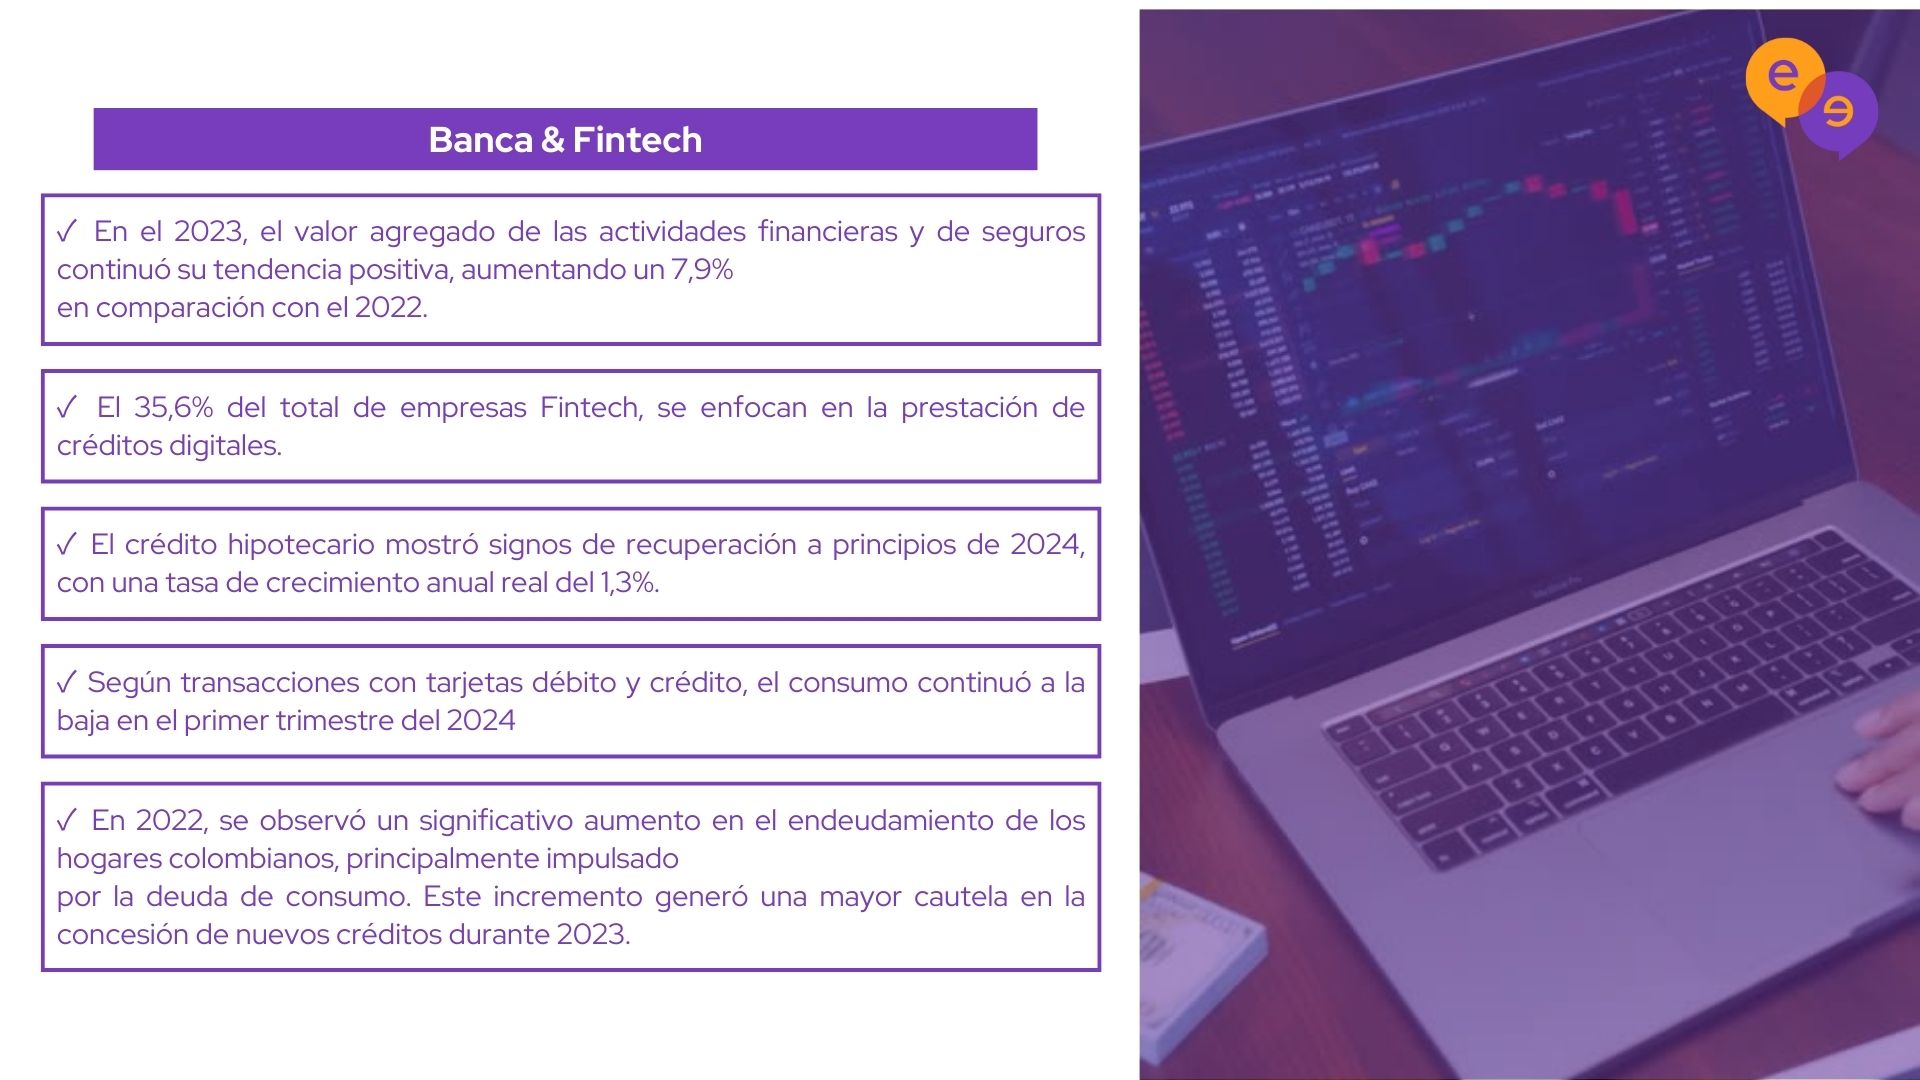 Banca & Fintech
✓ En el 2023, el valor agregado de las actividades financieras y de seguros
continuó su tendencia positiva, aumentando un 7,9%
en comparación con el 2022.
✓ El 35,6% del total de empresas Fintech, se enfocan en la prestación de
créditos digitales.
✓ El crédito hipotecario mostró signos de recuperación a principios de 2024,
con una tasa de crecimiento anual real del 1,3%.
✓ Según transacciones con tarjetas débito y crédito, el consumo continuó a la
baja en el primer trimestre del 2024
✓ En 2022, se observó un significativo aumento en el endeudamiento de los
hogares colombianos, principalmente impulsado
por la deuda de consumo. Este incremento generó una mayor cautela en la
concesión de nuevos créditos durante 2023.
e
e